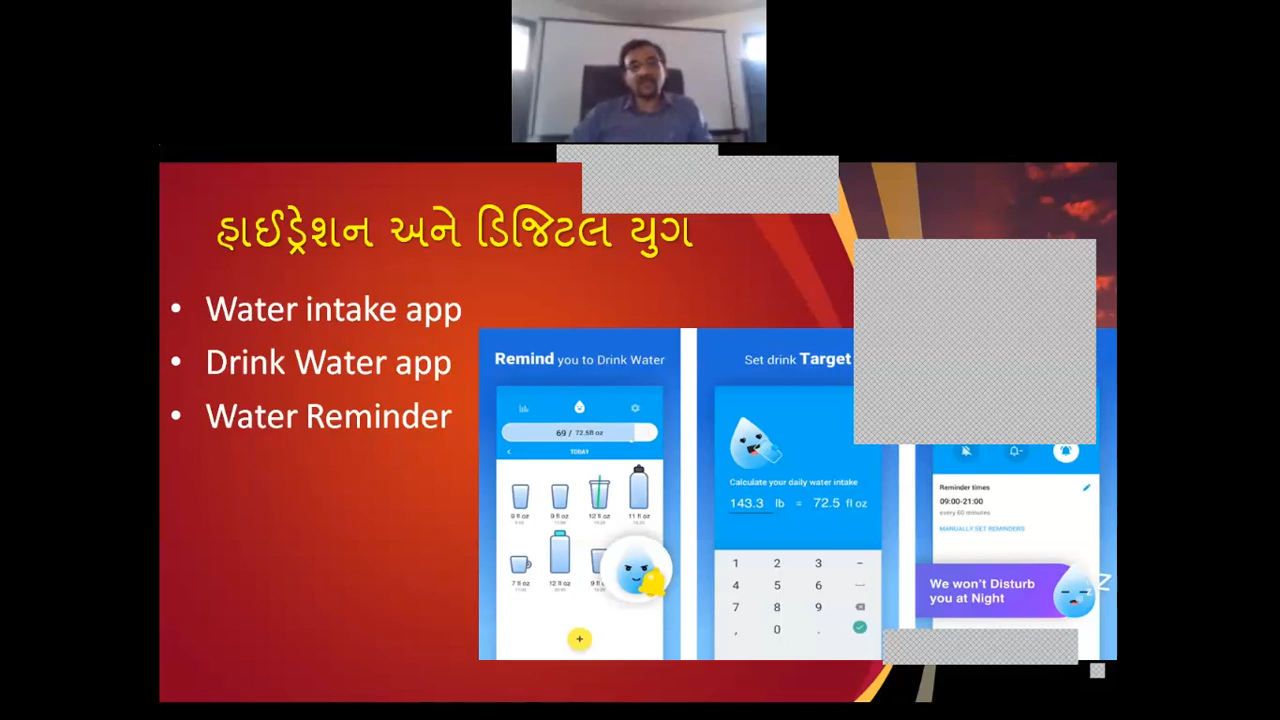 હાઈડ્રેશન અને ડિજિટલ યુગ
• Water intake app
• Drink Water app
• Water Reminder
Remind you to Drink Water
69 / 72.5fl oz
TODAY
9 fl oz 9 fl oz 12 fl oz 11 fl oz
7 fl oz 12 fl oz
+
Set drink Target
Calculate your daily water intake
143.3 lb = 72.5 fl oz
1 2 3 -
4 5 6
7 8 9
, 0 .
Reminder times
09:00-21:00
every 60 minutes
MANUALLY SET REMINDERS
We won't Disturb
you at Night
Z